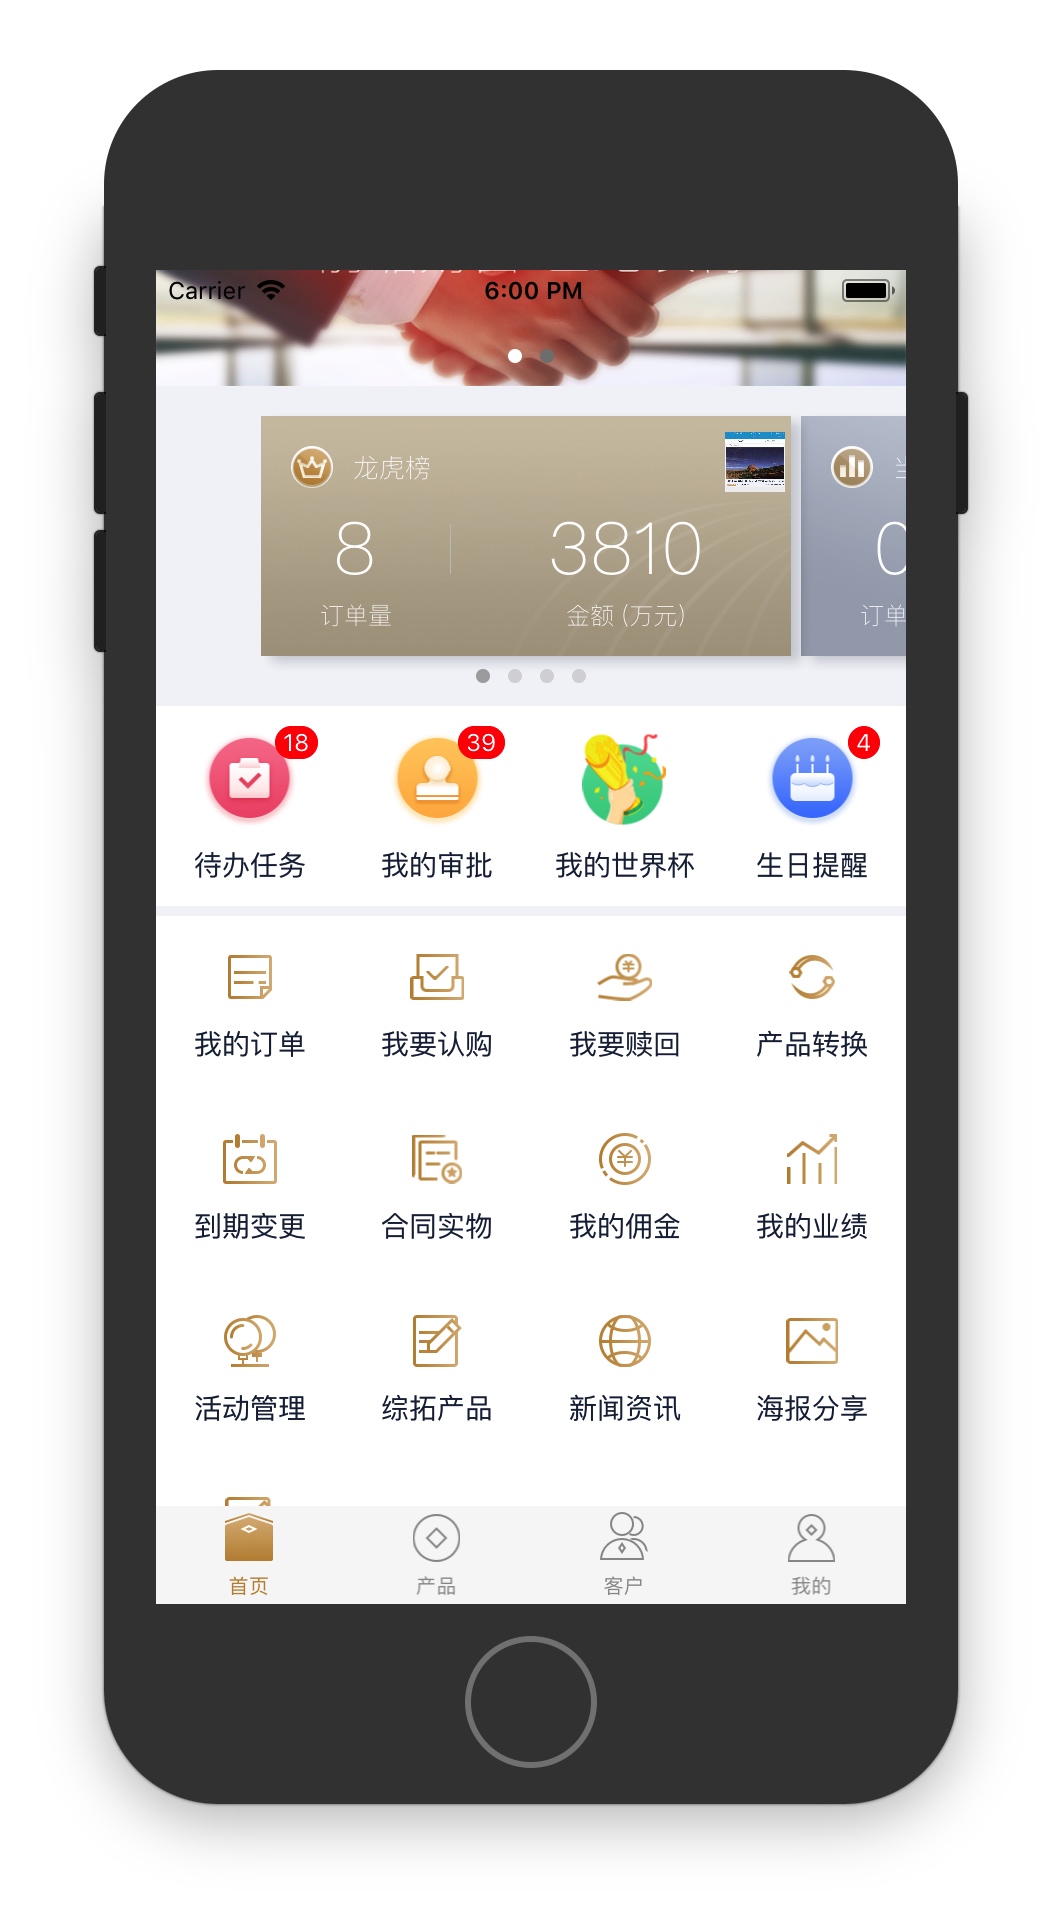 Carrier 6:00 PM
龙虎榜
8 3810 0
订单量 金额 (万元) 订单
18 39 4
待办任务 我的审批 我的世界杯 生日提醒
我的订单 我要认购 我要赎回 产品转换
到期变更 合同实物 我的佣金 我的业绩
活动管理 综拓产品 新闻资讯 海报分享
首页 产品 客户 我的